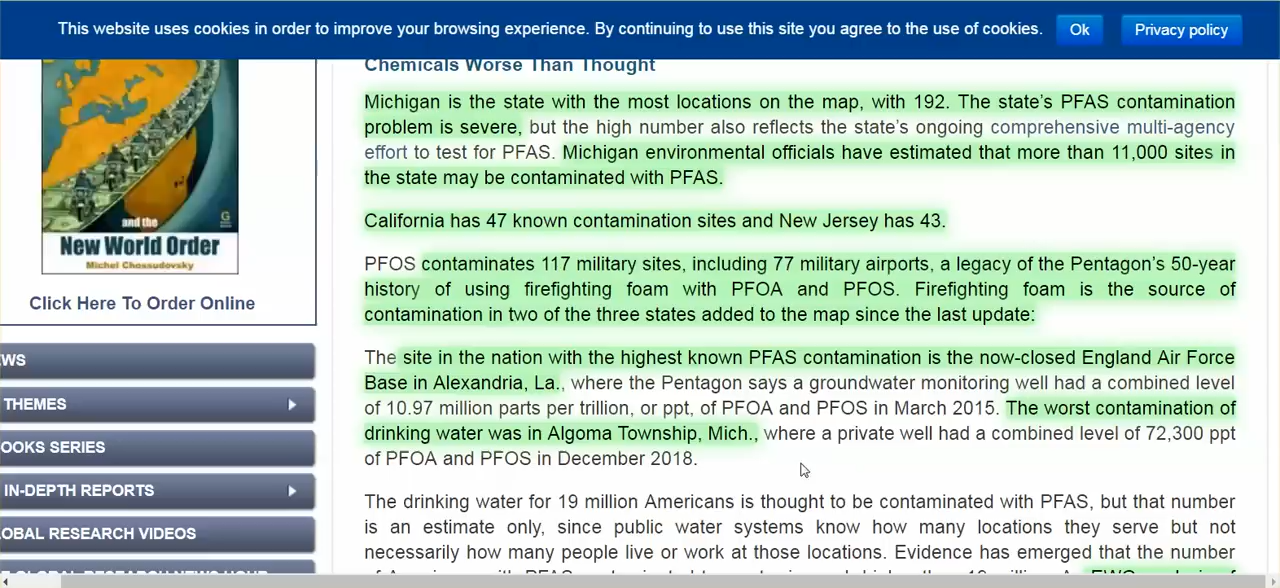 This website uses cookies in order to improve your browsing experience. By continuing to use this site you agree to the use of cookies.
Ok
Privacy policy
and the
New World Order
Michel Chossudovsky
G
Click Here To Order Online
EWS
THEMES
OOKS SERIES
IN-DEPTH REPORTS
OBAL RESEARCH VIDEOS
Chemicals Worse Than Thought
Michigan is the state with the most locations on the map, with 192. The state's PFAS contamination
problem is severe, but the high number also reflects the state's ongoing comprehensive multi-agency
effort to test for PFAS. Michigan environmental officials have estimated that more than 11,000 sites in
the state may be contaminated with PFAS.
California has 47 known contamination sites and New Jersey has 43.
PFOS contaminates 117 military sites, including 77 military airports, a legacy of the Pentagon's 50-year
history of using firefighting foam with PFOA and PFOS. Firefighting foam is the source of
contamination in two of the three states added to the map since the last update:
The site in the nation with the highest known PFAS contamination is the now-closed England Air Force
Base in Alexandria, La., where the Pentagon says a groundwater monitoring well had a combined level
of 10.97 million parts per trillion, or ppt, of PFOA and PFOS in March 2015. The worst contamination of
drinking water was in Algoma Township, Mich., where a private well had a combined level of 72,300 ppt
of PFOA and PFOS in December 2018.
The drinking water for 19 million Americans is thought to be contaminated with PFAS, but that number
is an estimate only, since public water systems know how many locations they serve but not
necessarily how many people live or work at those locations. Evidence has emerged that the number